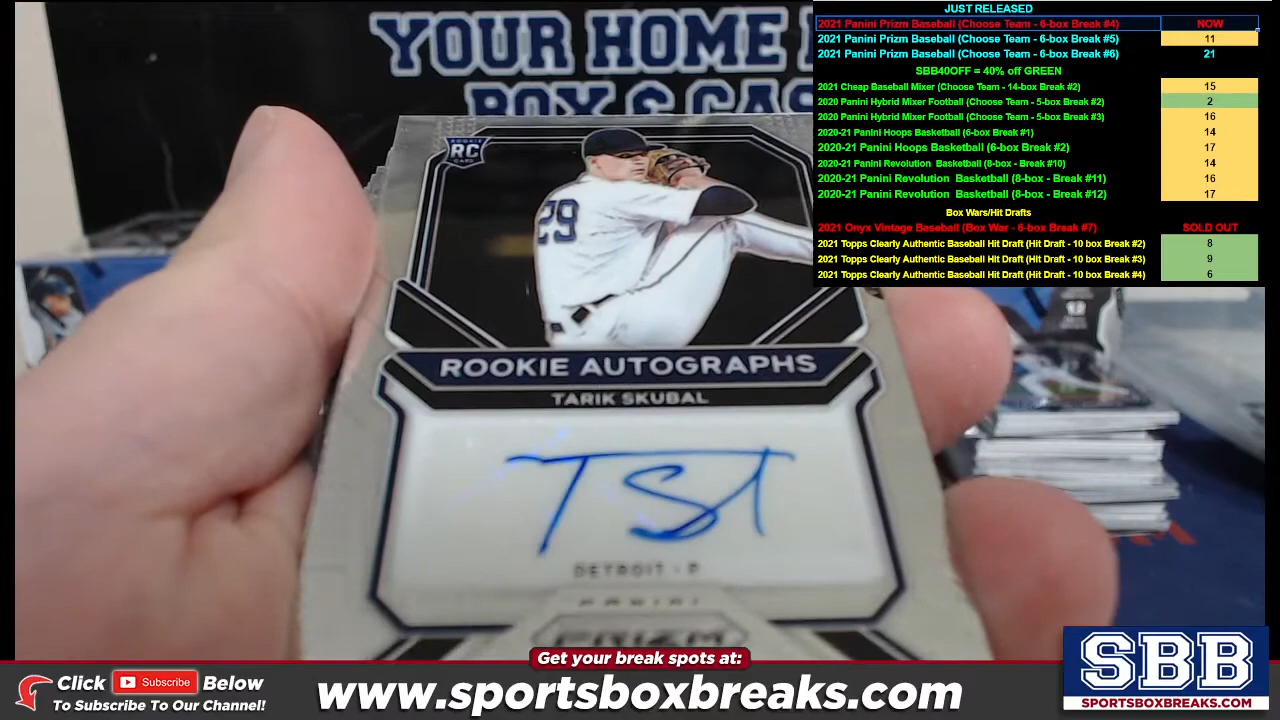 YOUR HOME
BOX & CA
JUST RELEASED
2021 Panini Prizm Baseball (Choose Team - 6-box Break #4) NOW
2021 Panini Prizm Baseball (Choose Team - 6-box Break #5) 11
2021 Panini Prizm Baseball (Choose Team - 6-box Break #6) 21
SBB40OFF = 40% off GREEN
2021 Cheap Baseball Mixer (Choose Team - 14-box Break #2) 15
2020 Panini Hybrid Mixer Football (Choose Team - 5-box Break #2) 2
2020 Panini Hybrid Mixer Football (Choose Team - 5-box Break #3) 16
2020-21 Panini Hoops Basketball (6-box Break #1) 14
2020-21 Panini Hoops Basketball (6-box Break #2) 17
2020-21 Panini Revolution Basketball (8-box - Break #10) 14
2020-21 Panini Revolution Basketball (8-box - Break #11) 16
2020-21 Panini Revolution Basketball (8-box - Break #12) 17
Box Wars/Hit Drafts
2021 Onyx Vintage Baseball (Box War - 6-box Break #7) SOLD OUT
2021 Topps Clearly Authentic Baseball Hit Draft (Hit Draft - 10 box Break #2) 8
2021 Topps Clearly Authentic Baseball Hit Draft (Hit Draft - 10 box Break #3) 9
2021 Topps Clearly Authentic Baseball Hit Draft (Hit Draft - 10 box Break #4) 6
ROOKIE
RC
CARD
29
ROOKIE AUTOGRAPHS
TARIK SKUBAL
DETROIT - P
PANINI
PRIZM
Get your break spots at:
Click Subscribe Below
To Subscribe To Our Channel!
www.sportsboxbreaks.com
SBB
SPORTSBOXBREAKS.COM